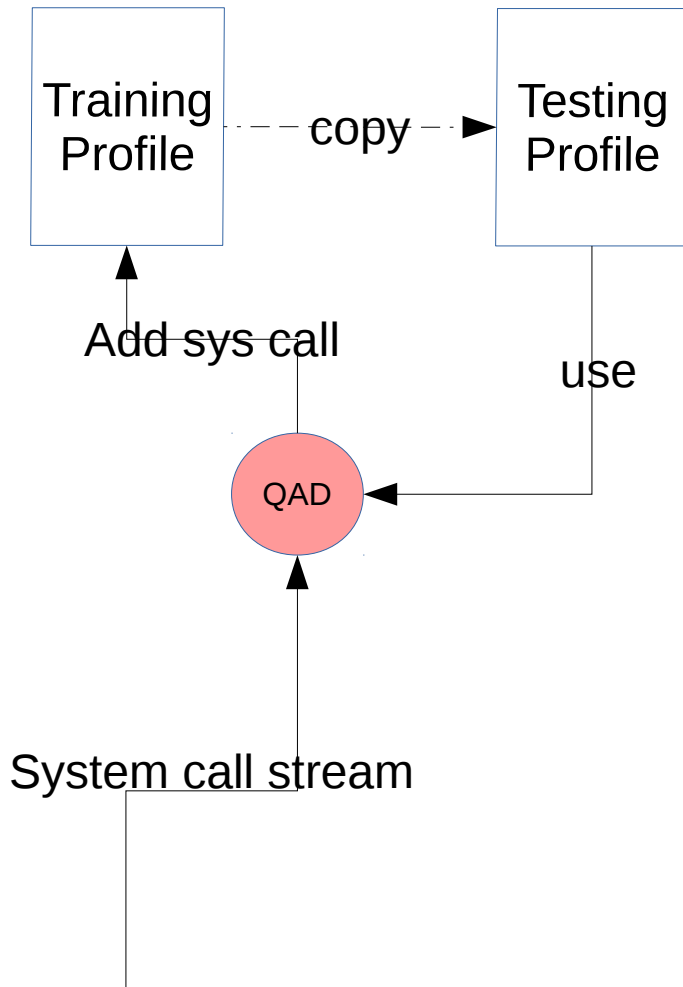 Training
Profile
copy
Testing
Profile
Add sys call
use
QAD
System call stream